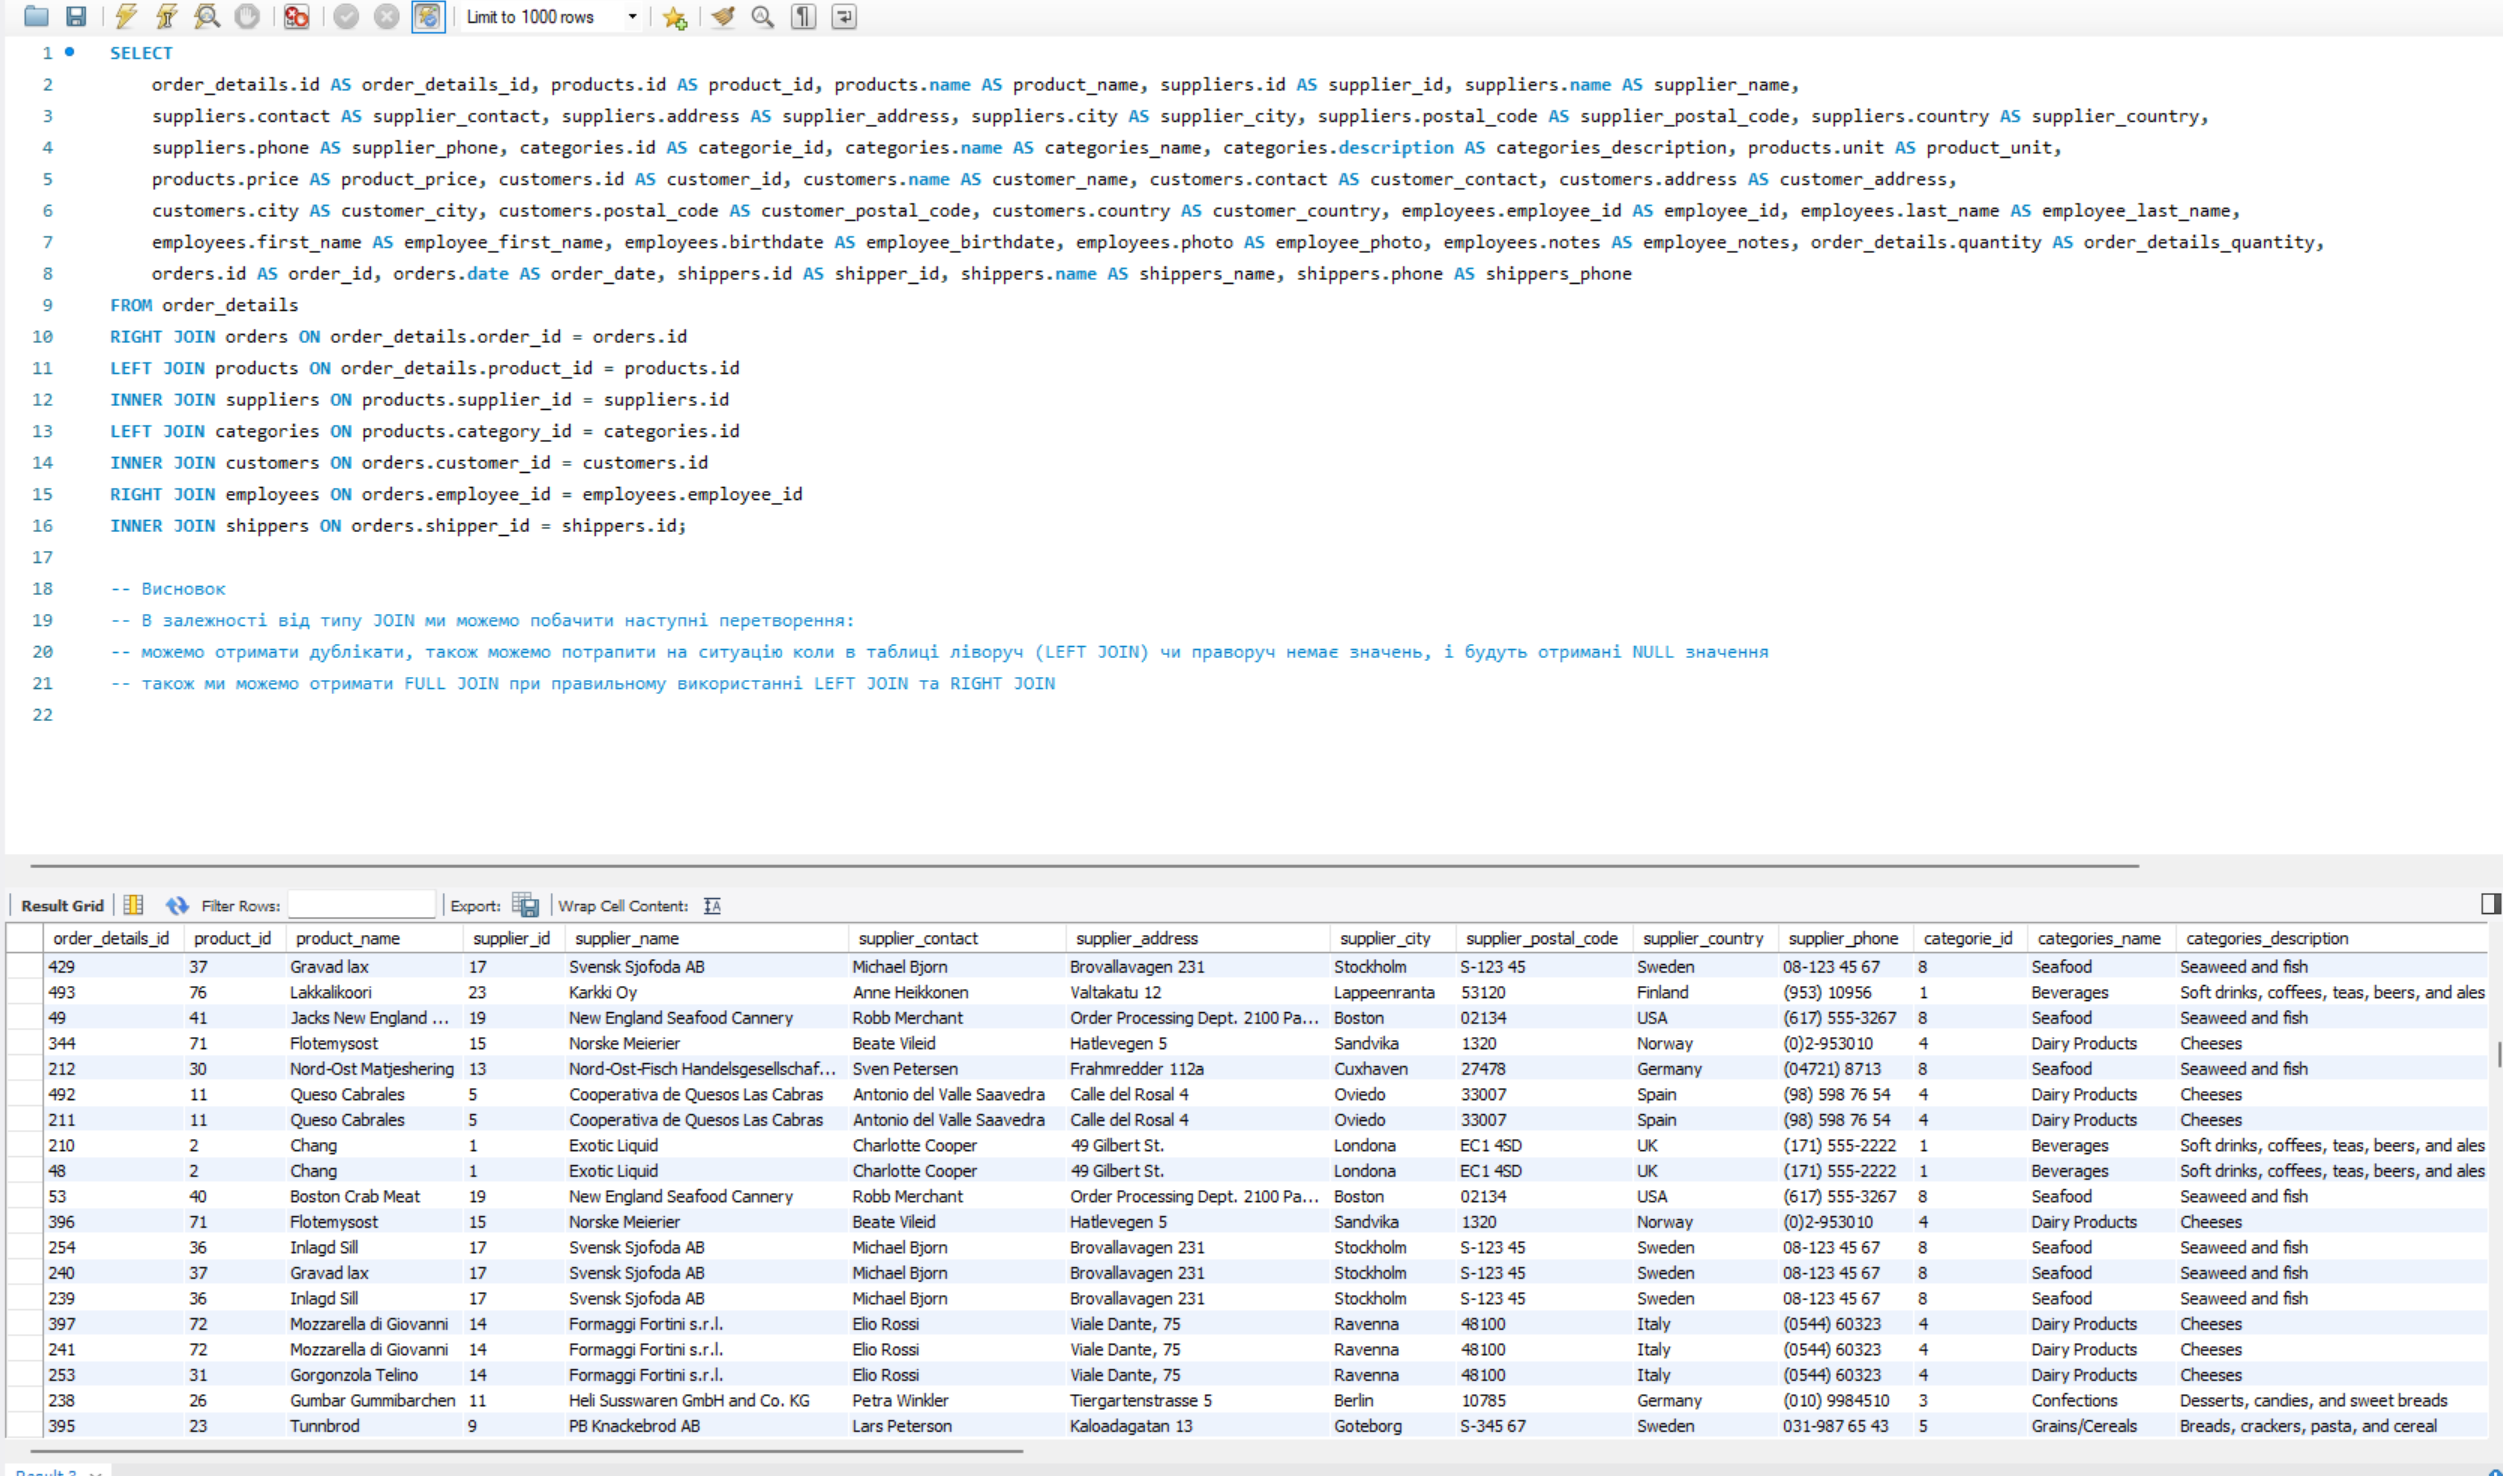 Limit to 1000 rows
1 SELECT
2 order_details.id AS order_details_id, products.id AS product_id, products.name AS product_name, suppliers.id AS supplier_id, suppliers.name AS supplier_name,
3 suppliers.contact AS supplier_contact, suppliers.address AS supplier_address, suppliers.city AS supplier_city, suppliers.postal_code AS supplier_postal_code, suppliers.country AS supplier_country,
4 suppliers.phone AS supplier_phone, categories.id AS categorie_id, categories.name AS categories_name, categories.description AS categories_description, products.unit AS product_unit,
5 products.price AS product_price, customers.id AS customer_id, customers.name AS customer_name, customers.contact AS customer_contact, customers.address AS customer_address,
6 customers.city AS customer_city, customers.postal_code AS customer_postal_code, customers.country AS customer_country, employees.employee_id AS employee_id, employees.last_name AS employee_last_name,
7 employees.first_name AS employee_first_name, employees.birthdate AS employee_birthdate, employees.photo AS employee_photo, employees.notes AS employee_notes, order_details.quantity AS order_details_quantity,
8 orders.id AS order_id, orders.date AS order_date, shippers.id AS shipper_id, shippers.name AS shippers_name, shippers.phone AS shippers_phone
9 FROM order_details
10 RIGHT JOIN orders ON order_details.order_id = orders.id
11 LEFT JOIN products ON order_details.product_id = products.id
12 INNER JOIN suppliers ON products.supplier_id = suppliers.id
13 LEFT JOIN categories ON products.category_id = categories.id
14 INNER JOIN customers ON orders.customer_id = customers.id
15 RIGHT JOIN employees ON orders.employee_id = employees.employee_id
16 INNER JOIN shippers ON orders.shipper_id = shippers.id;
17
18 -- Висновок
19 -- В залежності від типу JOIN ми можемо побачити наступні перетворення:
20 -- можемо отримати дублікати, також можемо потрапити на ситуацію коли в таблиці ліворуч (LEFT JOIN) чи праворуч немає значень, і будуть отримані NULL значення
21 -- також ми можемо отримати FULL JOIN при правильному використанні LEFT JOIN та RIGHT JOIN
22
Result Grid Filter Rows: Export: Wrap Cell Content:
order_details_id product_id product_name supplier_id supplier_name supplier_contact supplier_address supplier_city supplier_postal_code supplier_country supplier_phone categorie_id categories_name categories_description
429 37 Gravad lax 17 Svensk Sjofoda AB Michael Bjorn Brovallavagen 231 Stockholm S-123 45 Sweden 08-123 45 67 8 Seafood Seaweed and fish
493 76 Lakkalikoori 23 Karkki Oy Anne Heikkonen Valtakatu 12 Lappeenranta 53120 Finland (953) 10956 1 Beverages Soft drinks, coffees, teas, beers, and ales
49 41 Jacks New England ... 19 New England Seafood Cannery Robb Merchant Order Processing Dept. 2100 Pa... Boston 02134 USA (617) 555-3267 8 Seafood Seaweed and fish
344 71 Flotemysost 15 Norske Meierier Beate Vileid Hatlevegen 5 Sandvika 1320 Norway (0)2-953010 4 Dairy Products Cheeses
212 30 Nord-Ost Matjeshering 13 Nord-Ost-Fisch Handelsgesellschaf... Sven Petersen Frahmredder 112a Cuxhaven 27478 Germany (04721) 8713 8 Seafood Seaweed and fish
492 11 Queso Cabrales 5 Cooperativa de Quesos Las Cabras Antonio del Valle Saavedra Calle del Rosal 4 Oviedo 33007 Spain (98) 598 76 54 4 Dairy Products Cheeses
211 11 Queso Cabrales 5 Cooperativa de Quesos Las Cabras Antonio del Valle Saavedra Calle del Rosal 4 Oviedo 33007 Spain (98) 598 76 54 4 Dairy Products Cheeses
210 2 Chang 1 Exotic Liquid Charlotte Cooper 49 Gilbert St. Londona EC1 4SD UK (171) 555-2222 1 Beverages Soft drinks, coffees, teas, beers, and ales
48 2 Chang 1 Exotic Liquid Charlotte Cooper 49 Gilbert St. Londona EC1 4SD UK (171) 555-2222 1 Beverages Soft drinks, coffees, teas, beers, and ales
53 40 Boston Crab Meat 19 New England Seafood Cannery Robb Merchant Order Processing Dept. 2100 Pa... Boston 02134 USA (617) 555-3267 8 Seafood Seaweed and fish
396 71 Flotemysost 15 Norske Meierier Beate Vileid Hatlevegen 5 Sandvika 1320 Norway (0)2-953010 4 Dairy Products Cheeses
254 36 Inlagd Sill 17 Svensk Sjofoda AB Michael Bjorn Brovallavagen 231 Stockholm S-123 45 Sweden 08-123 45 67 8 Seafood Seaweed and fish
240 37 Gravad lax 17 Svensk Sjofoda AB Michael Bjorn Brovallavagen 231 Stockholm S-123 45 Sweden 08-123 45 67 8 Seafood Seaweed and fish
239 36 Inlagd Sill 17 Svensk Sjofoda AB Michael Bjorn Brovallavagen 231 Stockholm S-123 45 Sweden 08-123 45 67 8 Seafood Seaweed and fish
397 72 Mozzarella di Giovanni 14 Formaggi Fortini s.r.l. Elio Rossi Viale Dante, 75 Ravenna 48100 Italy (0544) 60323 4 Dairy Products Cheeses
241 72 Mozzarella di Giovanni 14 Formaggi Fortini s.r.l. Elio Rossi Viale Dante, 75 Ravenna 48100 Italy (0544) 60323 4 Dairy Products Cheeses
253 31 Gorgonzola Telino 14 Formaggi Fortini s.r.l. Elio Rossi Viale Dante, 75 Ravenna 48100 Italy (0544) 60323 4 Dairy Products Cheeses
238 26 Gumbar Gummibarchen 11 Heli Susswaren GmbH and Co. KG Petra Winkler Tiergartenstrasse 5 Berlin 10785 Germany (010) 9984510 3 Confections Desserts, candies, and sweet breads
395 23 Tunnbrod 9 PB Knackebrod AB Lars Peterson Kaloadagatan 13 Goteborg S-345 67 Sweden 031-987 65 43 5 Grains/Cereals Breads, crackers, pasta, and cereal